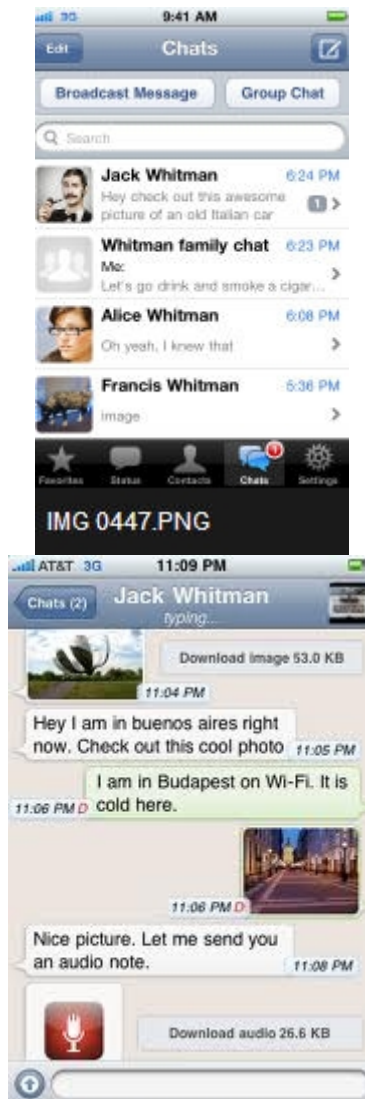 3G 9:41 AM
Edit Chats
Broadcast Message Group Chat
Search
Jack Whitman 6:24 PM
Hey check out this awesome
picture of an old Italian car 1
Whitman family chat 6:23 PM
Me:
Let's go drink and smoke a cigar...
Alice Whitman 6:08 PM
Oh yeah, I knew that
Francis Whitman 5:36 PM
image
Favorites Status Contacts Chats 1 Settings
IMG 0447.PNG
AT&T 3G 11:09 PM
Chats (2) Jack Whitman
typing...
Download image 53.0 KB
11:04 PM
Hey I am in buenos aires right
now. Check out this cool photo 11:05 PM
I am in Budapest on Wi-Fi. It is
11:06 PM D cold here.
11:06 PM D
Nice picture. Let me send you
an audio note. 11:08 PM
Download audio 26.6 KB